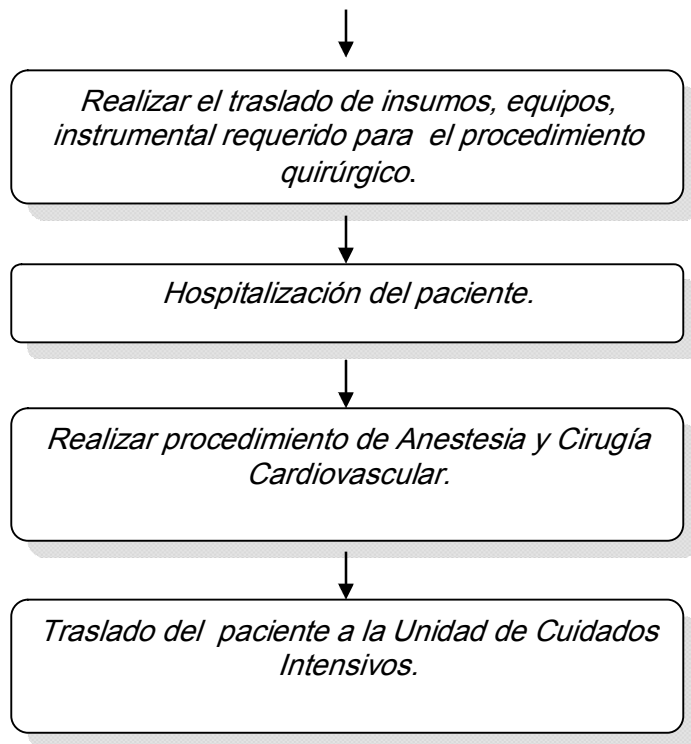 Realizar el traslado de insumos, equipos,
instrumental requerido para el procedimiento
quirúrgico.
Hospitalización del paciente.
Realizar procedimiento de Anestesia y Cirugía
Cardiovascular.
Traslado del paciente a la Unidad de Cuidados
Intensivos.